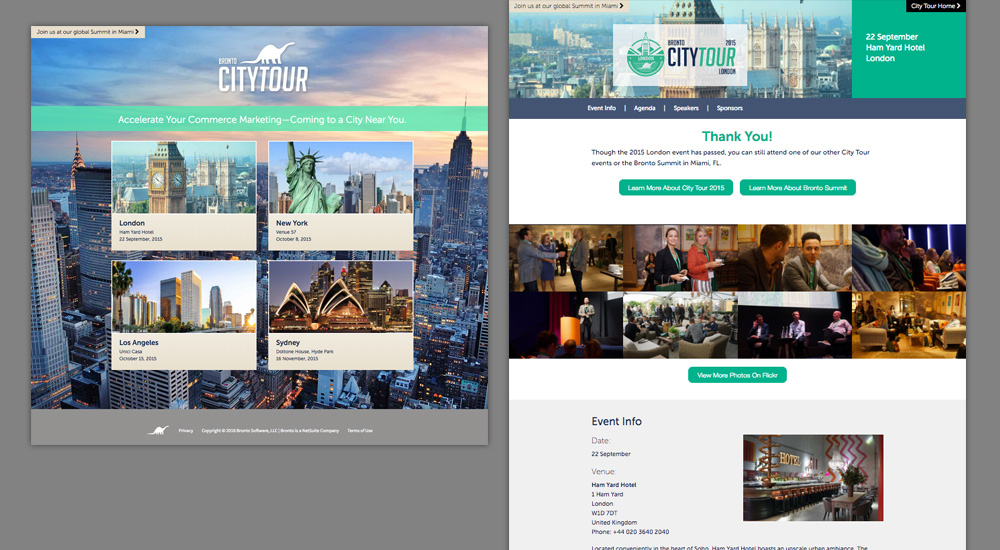 Join us at our global Summit in Miami
BRONTO
CITYTOUR
Accelerate Your Commerce Marketing—Coming to a City Near You.
London
Ham Yard Hotel
22 September, 2015
New York
Venue 57
October 8, 2015
Los Angeles
Unici Casa
October 15, 2015
Sydney
Doltone House, Hyde Park
16 November, 2015
Privacy
Copyright © 2016 Bronto Software, LLC | Bronto is a NetSuite Company
Terms of Use
Join us at our global Summit in Miami
City Tour Home
LONDON
BRONTO 2015
CITYTOUR
LONDON
22 September
Ham Yard Hotel
London
Event Info | Agenda | Speakers | Sponsors
Thank You!
Though the 2015 London event has passed, you can still attend one of our other City Tour
events or the Bronto Summit in Miami, FL.
Learn More About City Tour 2015
Learn More About Bronto Summit
View More Photos On Flickr
Event Info
Date:
22 September
Venue:
Ham Yard Hotel
1 Ham Yard
London
W1D 7DT
United Kingdom
Phone: +44 020 3640 2040
HOTEL
Located conveniently in the heart of Soho, Ham Yard Hotel boasts an upscale urban ambiance. The